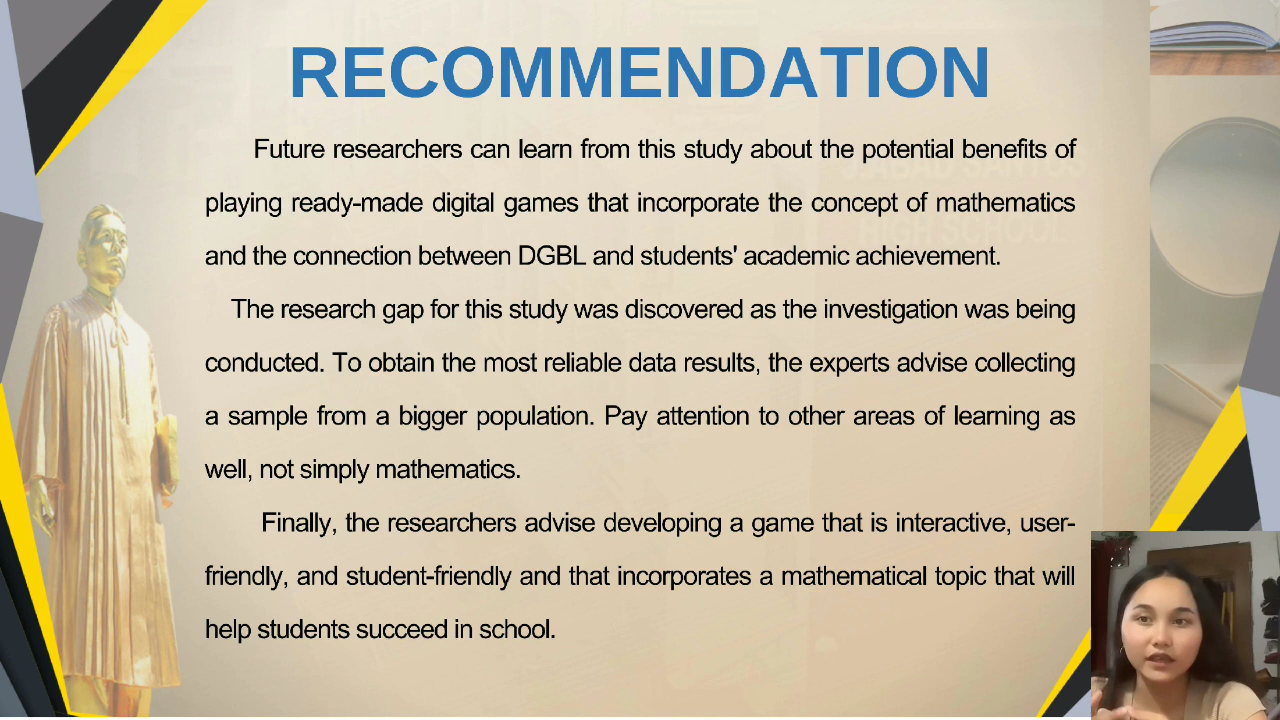 RECOMMENDATION
Future researchers can learn from this study about the potential benefits of
playing ready-made digital games that incorporate the concept of mathematics
and the connection between DGBL and students' academic achievement.
The research gap for this study was discovered as the investigation was being
conducted. To obtain the most reliable data results, the experts advise collecting
a sample from a bigger population. Pay attention to other areas of learning as
well, not simply mathematics.
Finally, the researchers advise developing a game that is interactive, user-
friendly, and student-friendly and that incorporates a mathematical topic that will
help students succeed in school.
J.ABAD SANTOS
HIGH SCHOOL